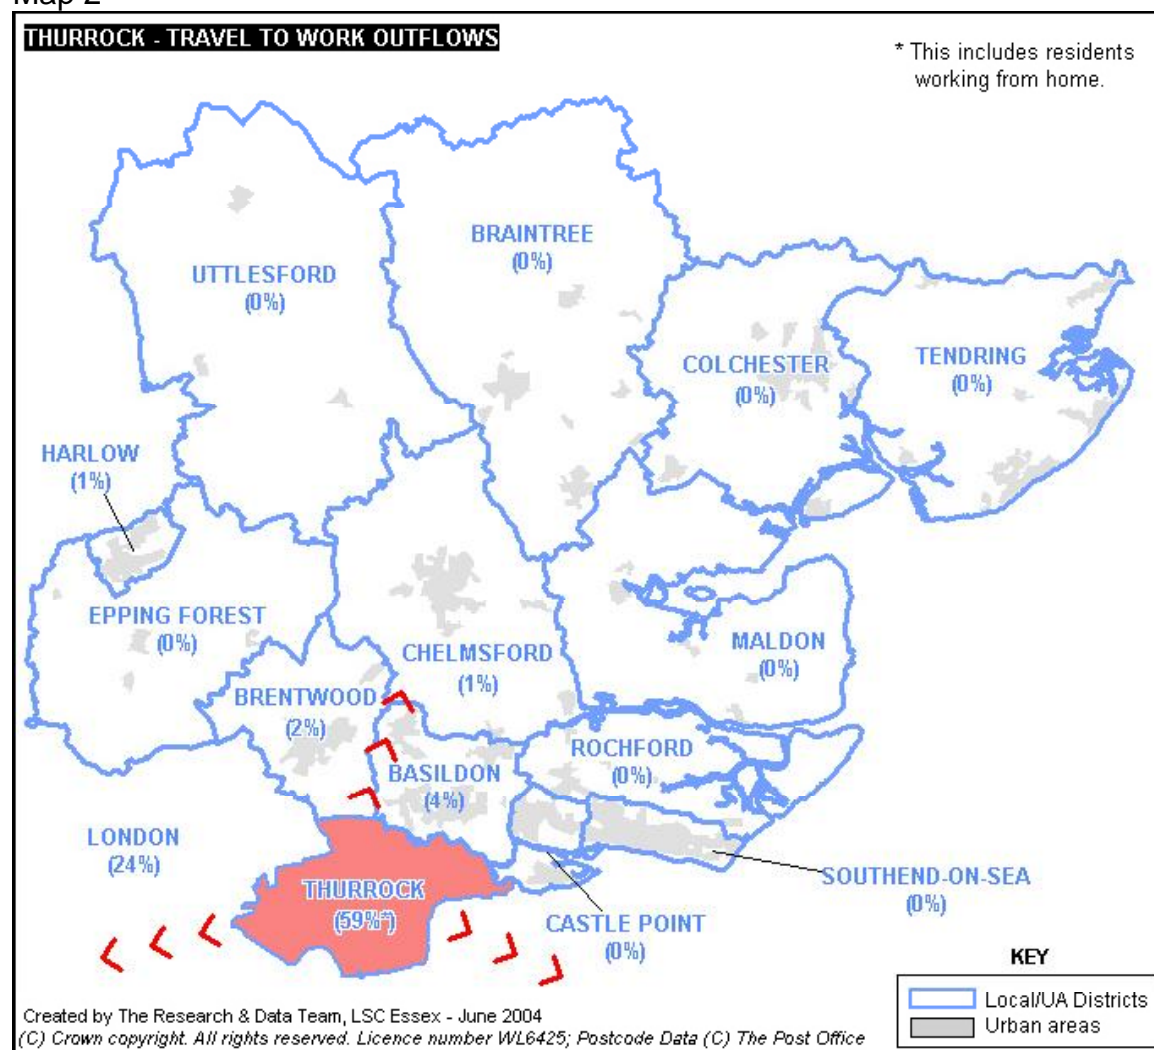 Map 2
THURROCK - TRAVEL TO WORK OUTFLOWS
* This includes residents
working from home.
BRAINTREE
(0%)
UTTLESFORD
(0%)
COLCHESTER
(0%)
TENDRING
(0%)
HARLOW
(1%)
EPPING FOREST
(0%)
CHELMSFORD
(1%)
MALDON
(0%)
BRENTWOOD
(2%)
ROCHFORD
(0%)
BASILDON
(4%)
LONDON
(24%)
THURROCK
(59%*)
SOUTHEND-ON-SEA
(0%)
CASTLE POINT
(0%)
KEY
Local/UA Districts
Urban areas
Created by The Research & Data Team, LSC Essex - June 2004
(C) Crown copyright. All rights reserved. Licence number WL6425; Postcode Data (C) The Post Office